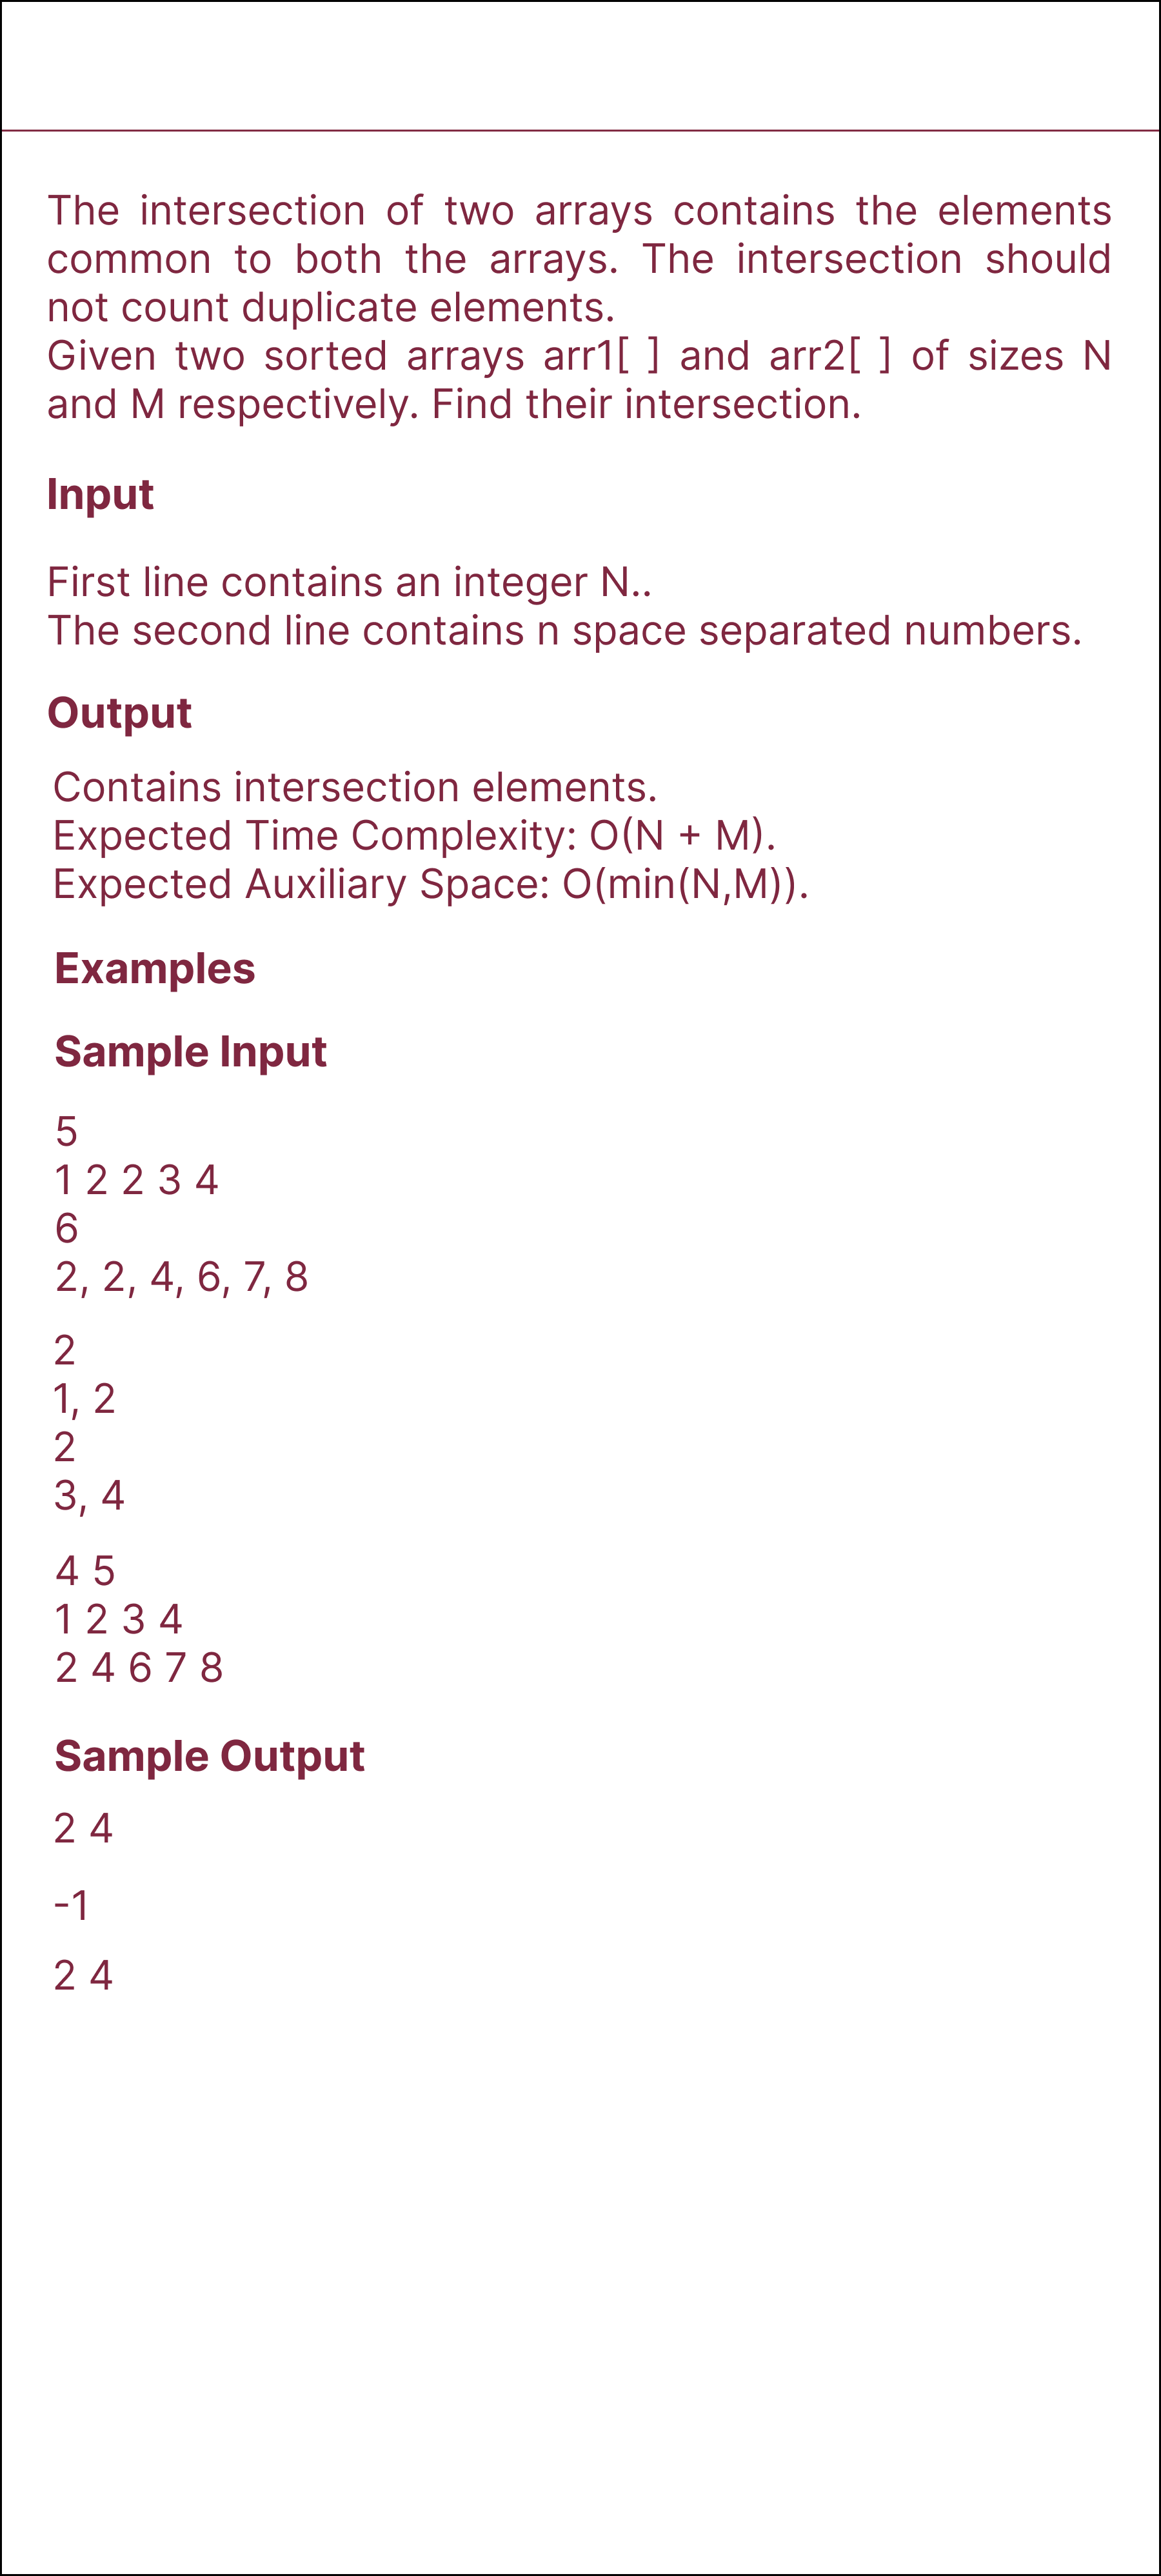 The intersection of two arrays contains the elements
common to both the arrays. The intersection should
not count duplicate elements.
Given two sorted arrays arr1[ ] and arr2[ ] of sizes N
and M respectively. Find their intersection.
Input
First line contains an integer N..
The second line contains n space separated numbers.
Output
Contains intersection elements.
Expected Time Complexity: O(N + M).
Expected Auxiliary Space: O(min(N,M)).
Examples
Sample Input
5
1 2 2 3 4
6
2, 2, 4, 6, 7, 8
2
1, 2
2
3, 4
4 5
1 2 3 4
2 4 6 7 8
Sample Output
2 4
-1
2 4